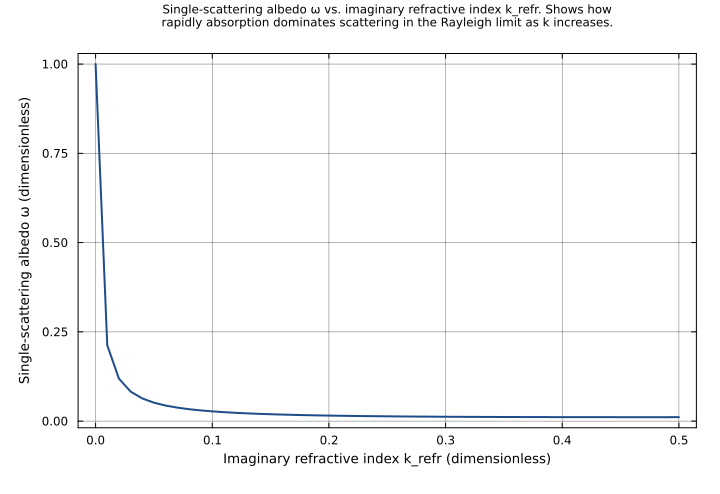 Single-scattering albedo ω vs. imaginary refractive index k_refr. Shows how
rapidly absorption dominates scattering in the Rayleigh limit as k increases.
Single-scattering albedo ω (dimensionless)
1.00
0.75
0.50
0.25
0.00
0.0 0.1 0.2 0.3 0.4 0.5
Imaginary refractive index k_refr (dimensionless)